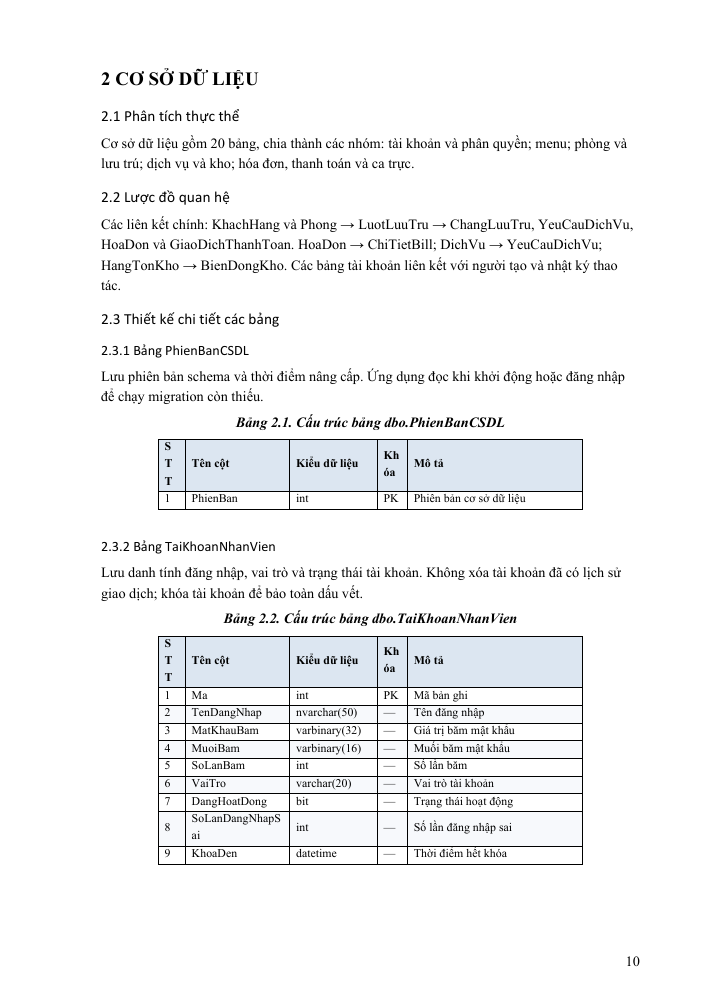 2 CƠ SỞ DỮ LIỆU
2.1 Phân tích thực thể
Cơ sở dữ liệu gồm 20 bảng, chia thành các nhóm: tài khoản và phân quyền; menu; phòng và
lưu trú; dịch vụ và kho; hóa đơn, thanh toán và ca trực.
2.2 Lược đồ quan hệ
Các liên kết chính: KhachHang và Phong → LuotLuuTru → ChangLuuTru, YeuCauDichVu,
HoaDon và GiaoDichThanhToan. HoaDon → ChiTietBill; DichVu → YeuCauDichVu;
HangTonKho → BienDongKho. Các bảng tài khoản liên kết với người tạo và nhật ký thao
tác.
2.3 Thiết kế chi tiết các bảng
2.3.1 Bảng PhienBanCSDL
Lưu phiên bản schema và thời điểm nâng cấp. Ứng dụng đọc khi khởi động hoặc đăng nhập
để chạy migration còn thiếu.
Bảng 2.1. Cấu trúc bảng dbo.PhienBanCSDL
S
T
T
Tên cột
Kiểu dữ liệu
Kh
óa
Mô tả
1 PhienBan int PK Phiên bản cơ sở dữ liệu
2.3.2 Bảng TaiKhoanNhanVien
Lưu danh tính đăng nhập, vai trò và trạng thái tài khoản. Không xóa tài khoản đã có lịch sử
giao dịch; khóa tài khoản để bảo toàn dấu vết.
Bảng 2.2. Cấu trúc bảng dbo.TaiKhoanNhanVien
S
T
T
Tên cột
Kiểu dữ liệu
Kh
óa
Mô tả
1 Ma int PK Mã bản ghi
2 TenDangNhap nvarchar(50) — Tên đăng nhập
3 MatKhauBam varbinary(32) — Giá trị băm mật khẩu
4 MuoiBam varbinary(16) — Muối băm mật khẩu
5 SoLanBam int — Số lần băm
6 VaiTro varchar(20) — Vai trò tài khoản
7 DangHoatDong bit — Trạng thái hoạt động
8 SoLanDangNhapS
ai
int — Số lần đăng nhập sai
9 KhoaDen datetime — Thời điểm hết khóa
10